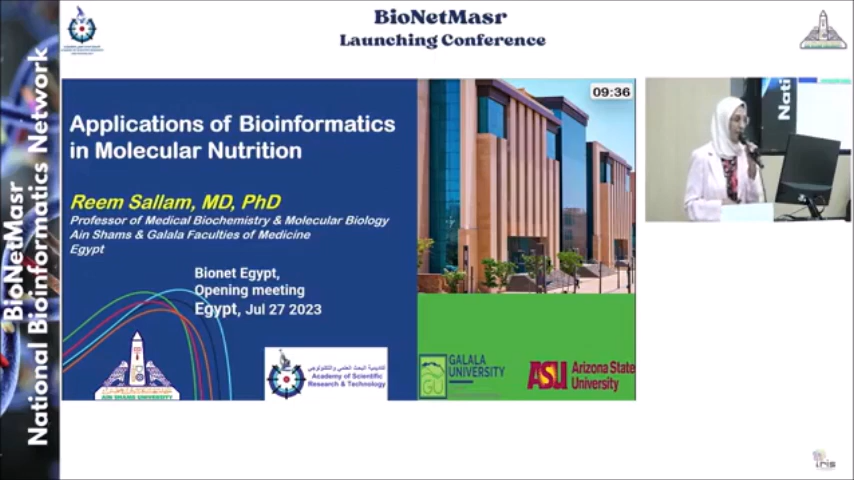 BioNetMasr
Launching Conference
BioNetMasr
National Bioinformatics Network
09:36
Applications of Bioinformatics
in Molecular Nutrition
Reem Sallam, MD, PhD
Professor of Medical Biochemistry & Molecular Biology
Ain Shams & Galala Faculties of Medicine
Egypt
Bionet Egypt,
Opening meeting
Egypt, Jul 27 2023
AIN SHAMS UNIVERSITY
أكاديمية البحث العلمي والتكنولوجيا
Academy of Scientific
Research & Technology
GU
GALALA
UNIVERSITY
ASU
Arizona State
University
Nati
iris